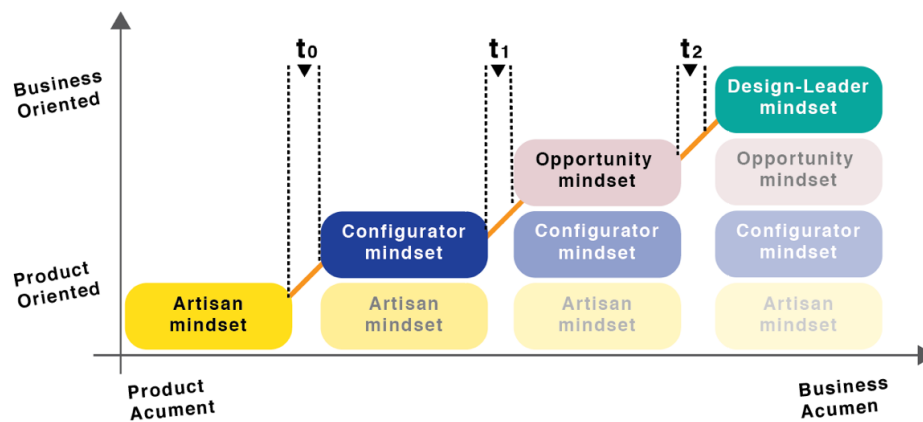 t0
t1
t2
Business
Oriented
Product
Oriented
Design-Leader
mindset
Opportunity
mindset
Opportunity
mindset
Configurator
mindset
Configurator
mindset
Configurator
mindset
Artisan
mindset
Artisan
mindset
Artisan
mindset
Artisan
mindset
Product
Acument
Business
Acumen